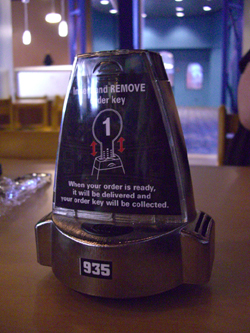 Insert and REMOVE
order key
1
When your order is ready,
it will be delivered and
your order key will be collected.
935